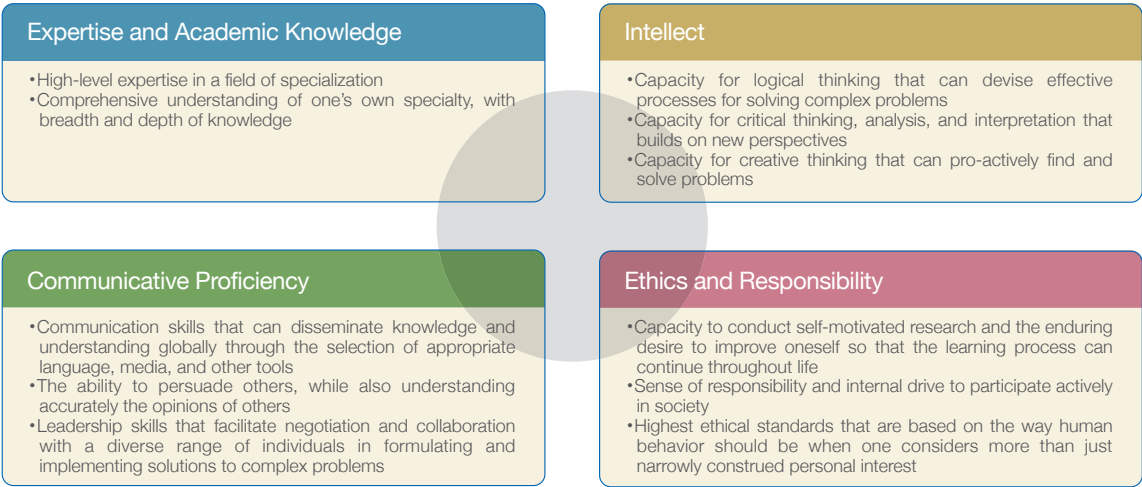 Expertise and Academic Knowledge
•High-level expertise in a field of specialization
•Comprehensive understanding of one's own specialty, with
breadth and depth of knowledge
Intellect
•Capacity for logical thinking that can devise effective
processes for solving complex problems
•Capacity for critical thinking, analysis, and interpretation that
builds on new perspectives
•Capacity for creative thinking that can pro-actively find and
solve problems
Communicative Proficiency
•Communication skills that can disseminate knowledge and
understanding globally through the selection of appropriate
language, media, and other tools
•The ability to persuade others, while also understanding
accurately the opinions of others
•Leadership skills that facilitate negotiation and collaboration
with a diverse range of individuals in formulating and
implementing solutions to complex problems
Ethics and Responsibility
•Capacity to conduct self-motivated research and the enduring
desire to improve oneself so that the learning process can
continue throughout life
•Sense of responsibility and internal drive to participate actively
in society
•Highest ethical standards that are based on the way human
behavior should be when one considers more than just
narrowly construed personal interest